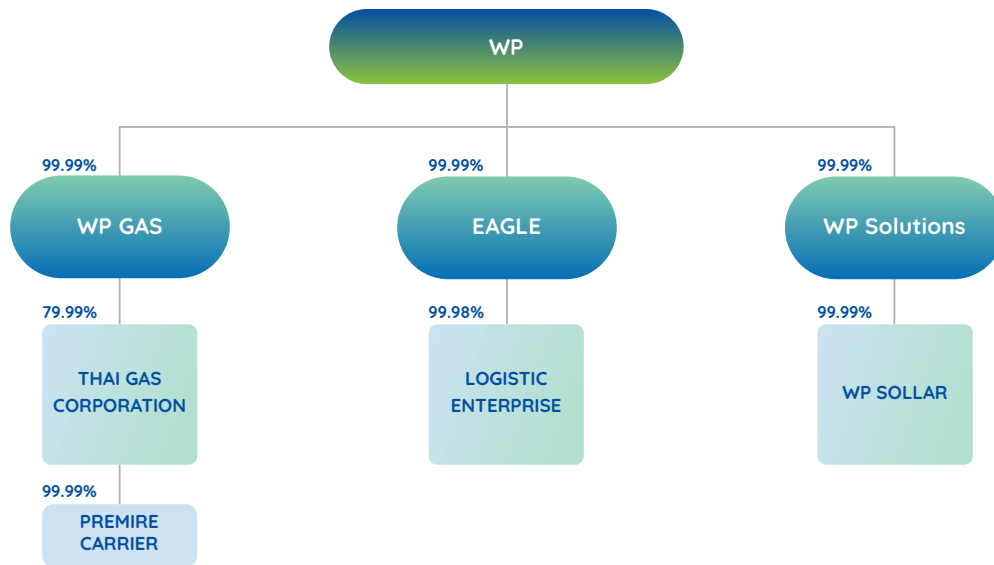 WP
99.99%
99.99%
99.99%
WP GAS
EAGLE
WP Solutions
79.99%
99.98%
99.99%
THAI GAS
CORPORATION
LOGISTIC
ENTERPRISE
WP SOLLAR
99.99%
PREMIRE
CARRIER